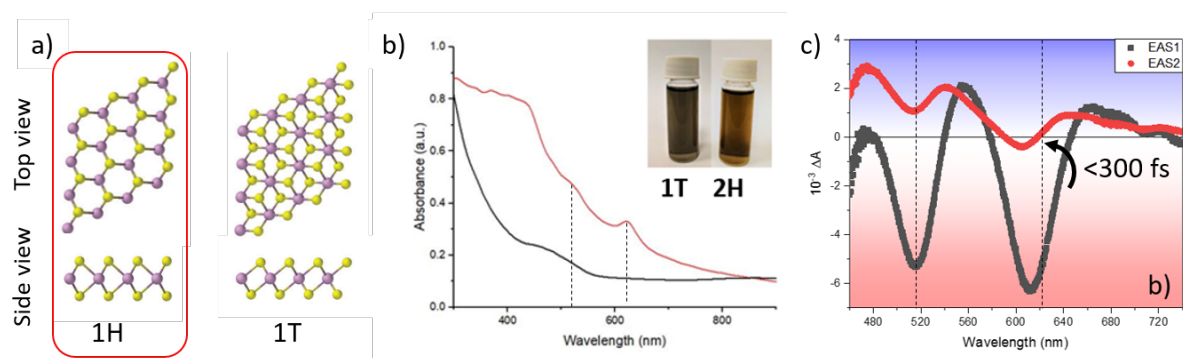 a)
Top view
Side view
1H
1T
b)
Absorbance (a.u.)
1.0
0.8
0.6
0.4
0.2
0.0
400
600
800
Wavelength (nm)
1T
2H
c)
10⁻³ ΔA
4
2
0
-2
-4
-6
480
520
560
600
640
680
720
Wavelength (nm)
EAS1
EAS2
<300 fs
b)